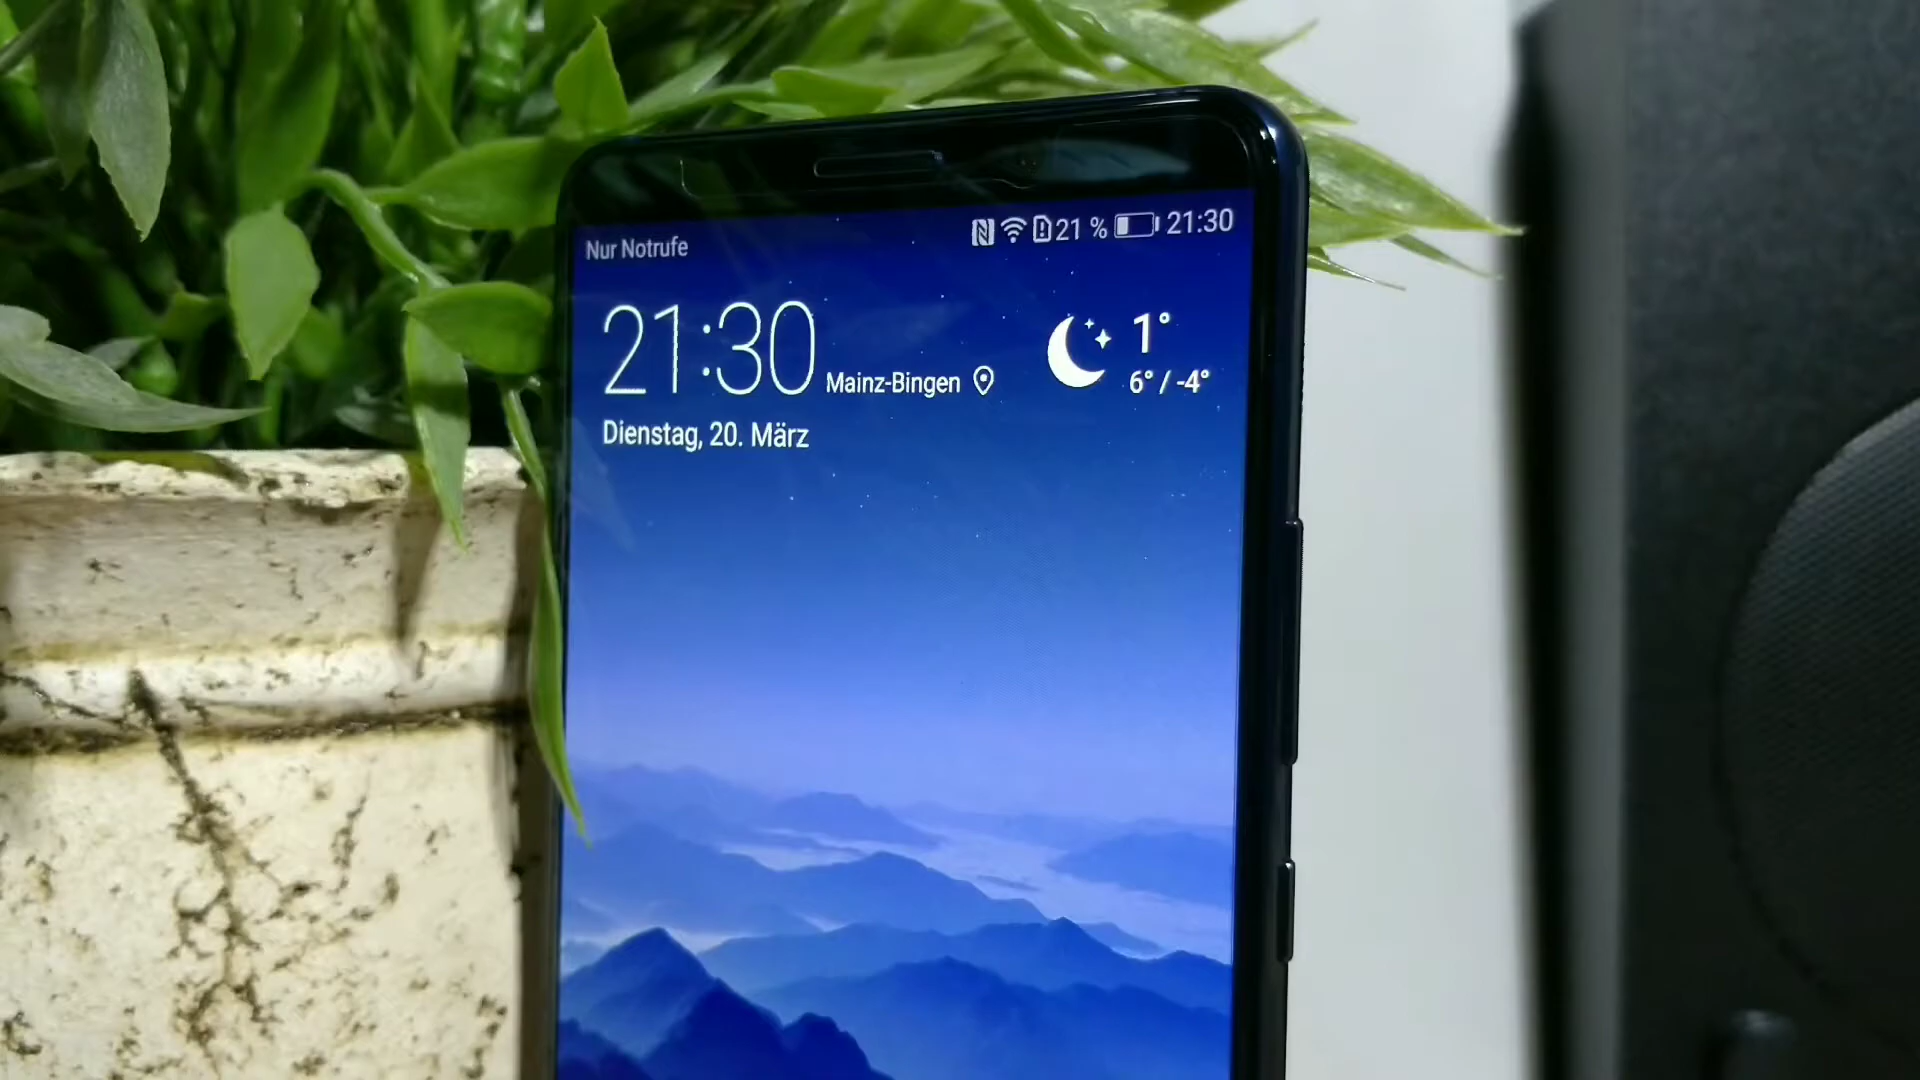 Nur Notrufe
21 % 21:30
21:30 Mainz-Bingen
1°
6° / -4°
Dienstag, 20. März